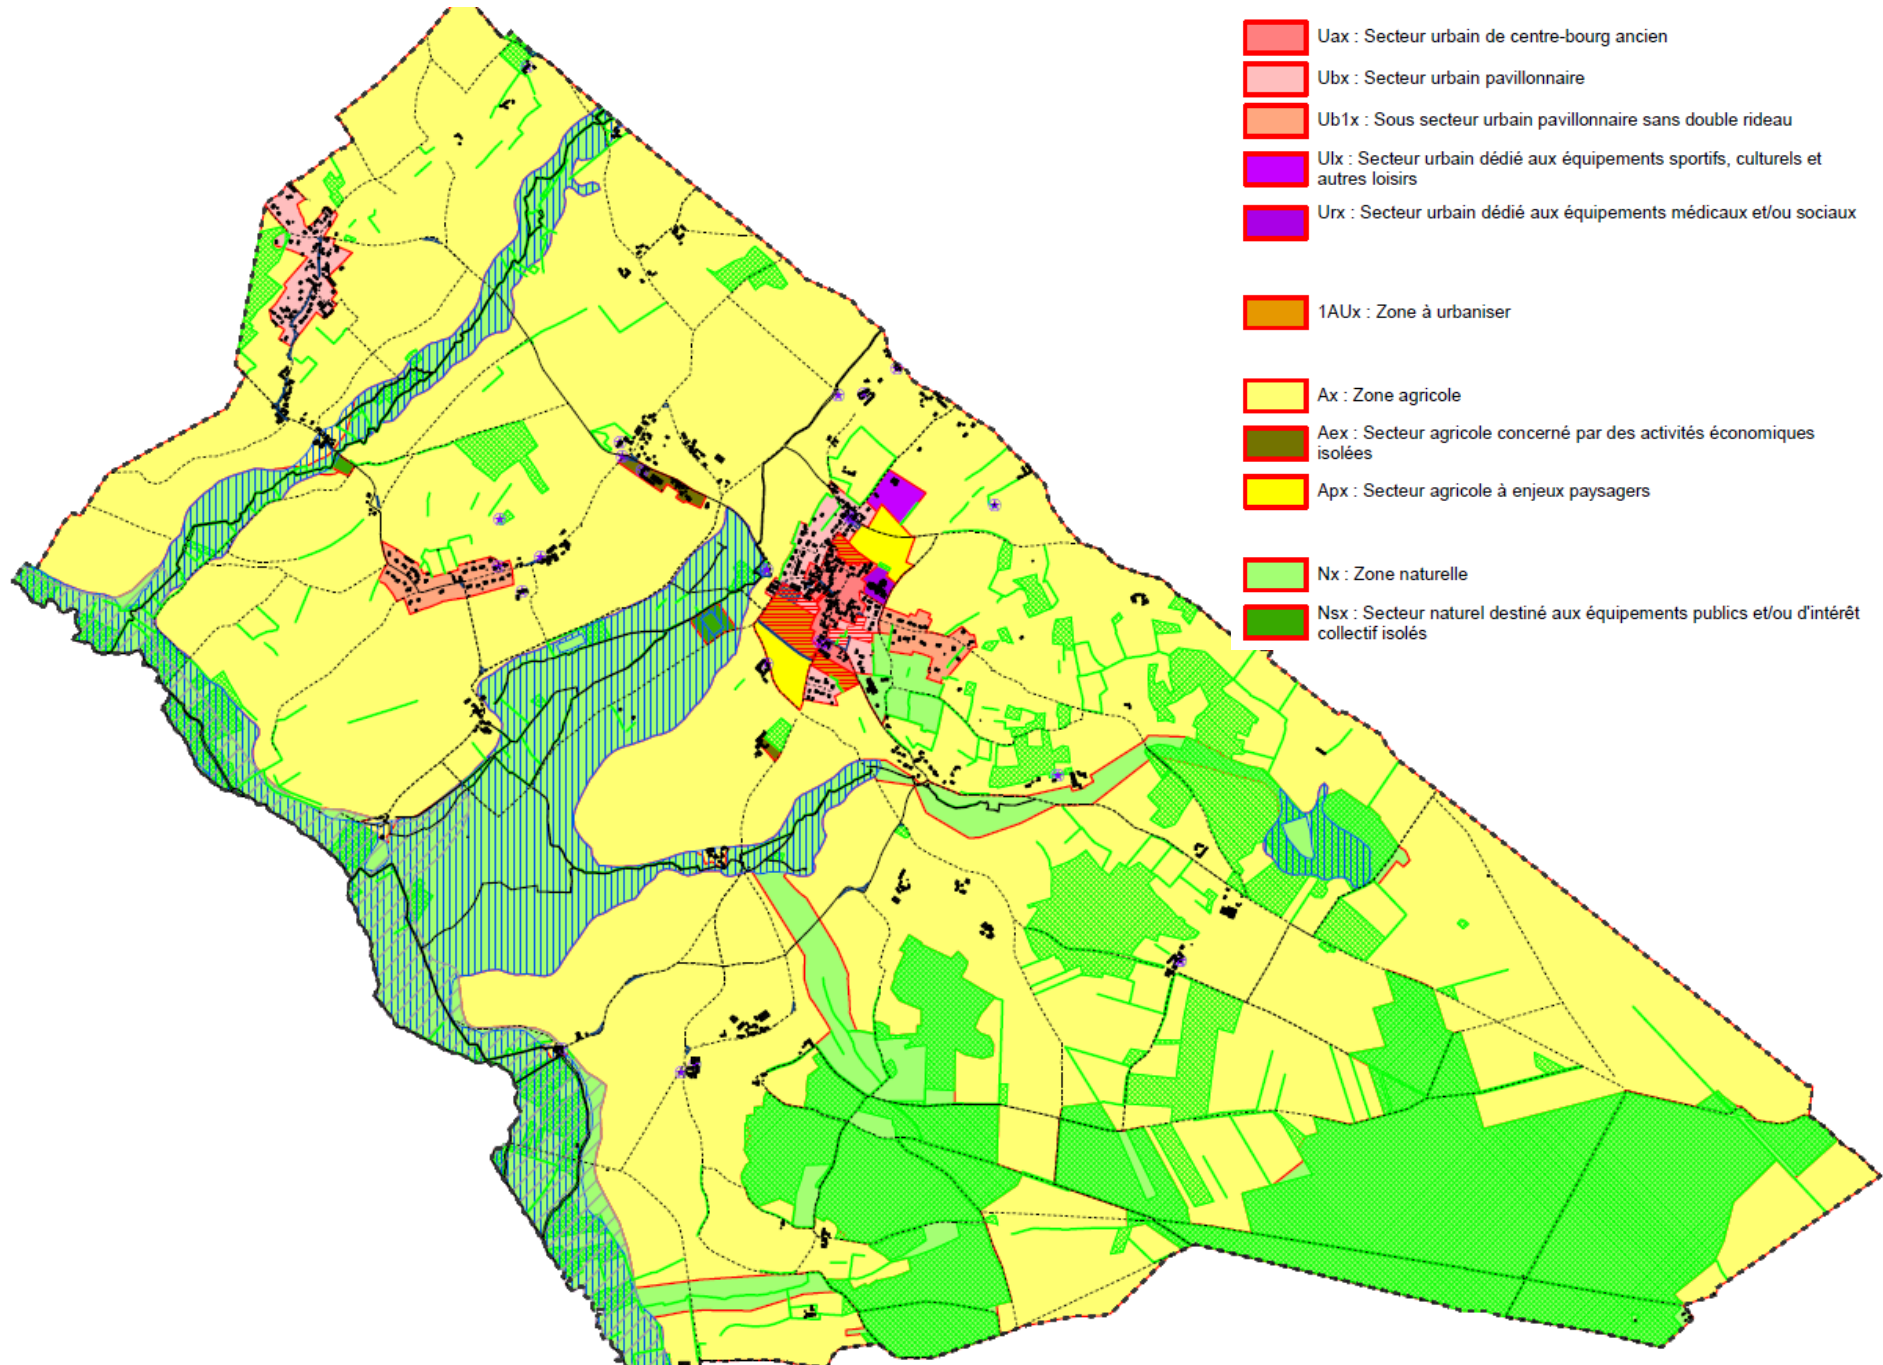 Uax : Secteur urbain de centre-bourg ancien
Ubx : Secteur urbain pavillonnaire
Ub1x : Sous secteur urbain pavillonnaire sans double rideau
Ulx : Secteur urbain dédié aux équipements sportifs, culturels et
autres loisirs
Urx : Secteur urbain dédié aux équipements médicaux et/ou sociaux
1AUx : Zone à urbaniser
Ax : Zone agricole
Aex : Secteur agricole concerné par des activités économiques
isolées
Apx : Secteur agricole à enjeux paysagers
Nx : Zone naturelle
Nsx : Secteur naturel destiné aux équipements publics et/ou d'intérêt
collectif isolés